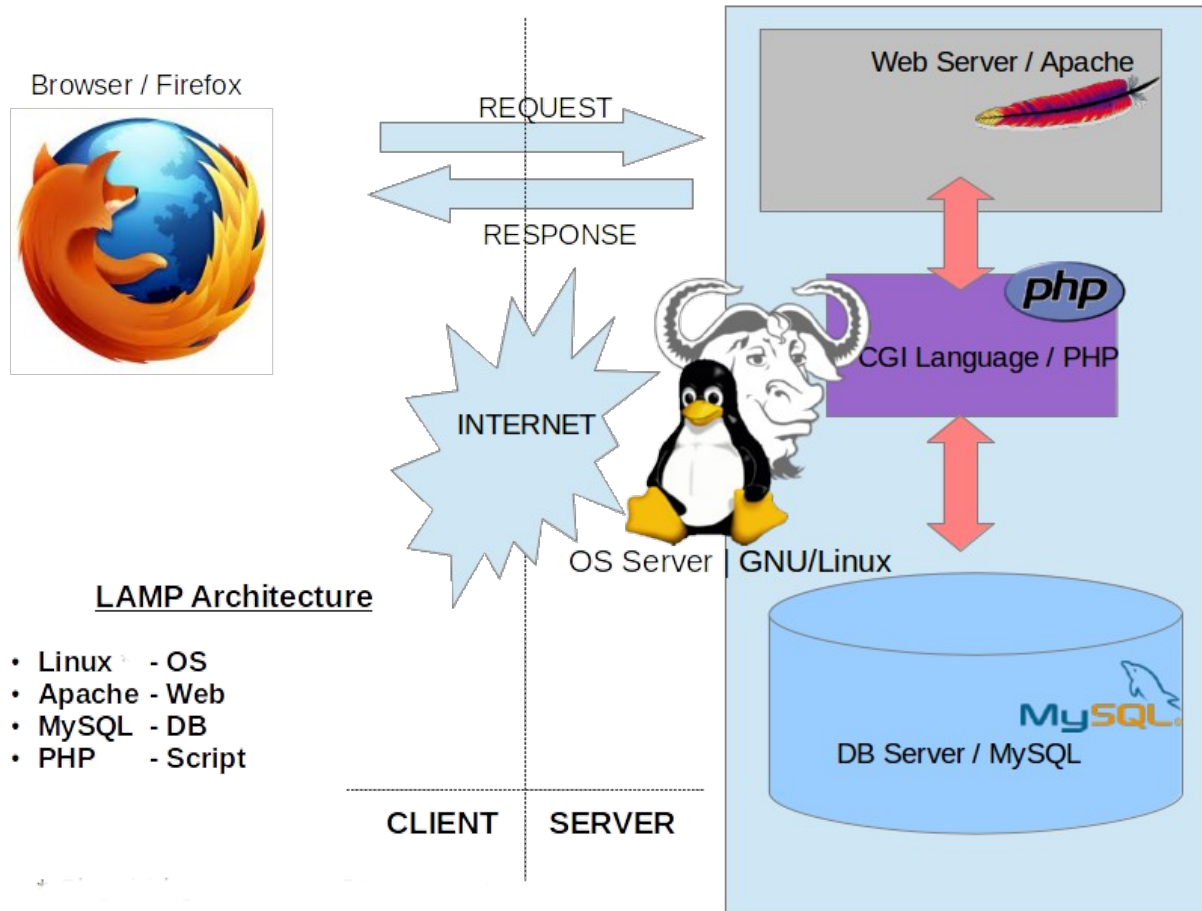 Browser / Firefox
REQUEST
RESPONSE
Web Server / Apache
php
CGI Language / PHP
INTERNET
OS Server | GNU/Linux
MySQL
DB Server / MySQL
LAMP Architecture
• Linux - OS
• Apache - Web
• MySQL - DB
• PHP - Script
CLIENT
SERVER